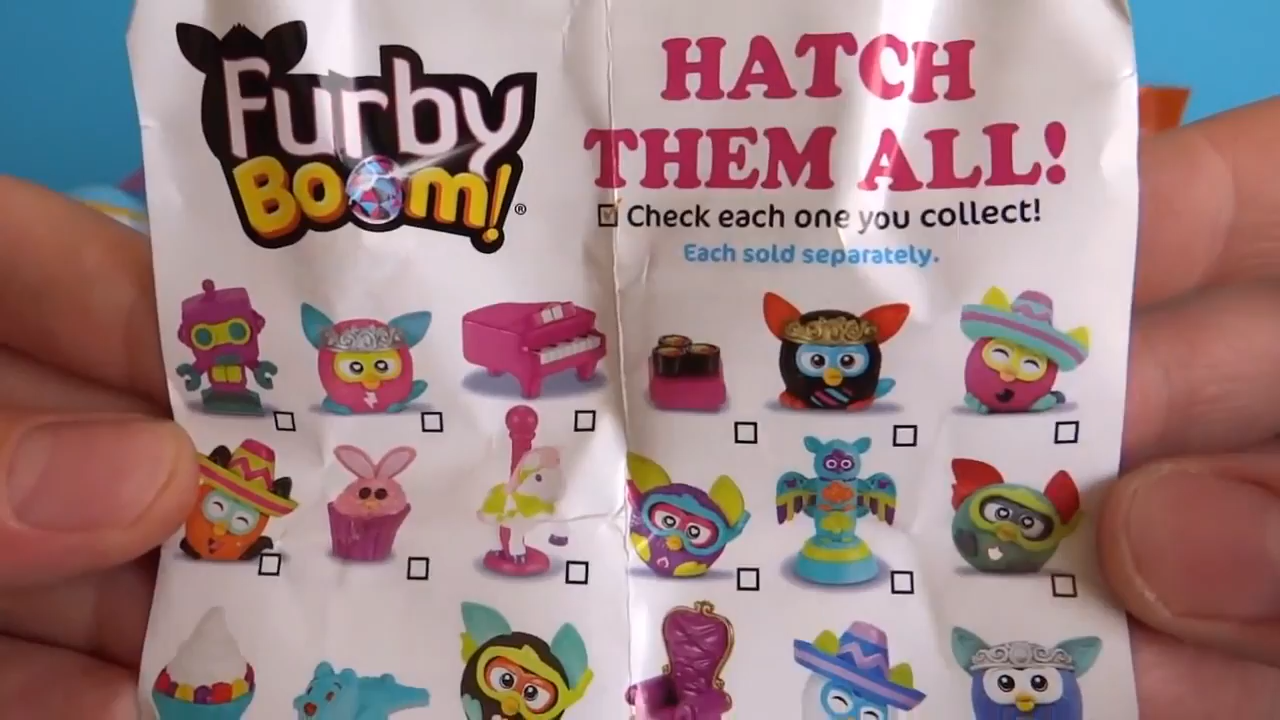 Furby
Boom!®
HATCH
THEM ALL!
Check each one you collect!
Each sold separately.